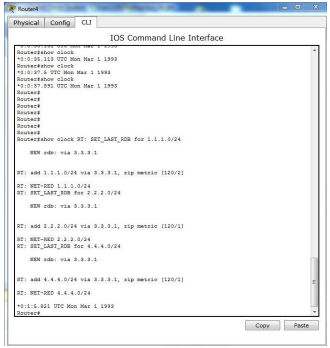 Router4
Physical Config CLI
IOS Command Line Interface
Router#show clock
*0:0:35.113 UTC Mon Mar 1 1993
Router#show clock
*0:0:37.5 UTC Mon Mar 1 1993
Router#show clock
*0:0:37.891 UTC Mon Mar 1 1993
Router#
Router#
Router#
Router#
Router#
Router#
Router#show clock RT: SET_LAST_RDB for 1.1.1.0/24
NEW rdb: via 3.3.3.1
RT: add 1.1.1.0/24 via 3.3.3.1, rip metric [120/2]
RT: NET-RED 1.1.1.0/24
RT: SET_LAST_RDB for 2.2.2.0/24
NEW rdb: via 3.3.3.1
RT: add 2.2.2.0/24 via 3.3.3.1, rip metric [120/1]
RT: NET-RED 2.2.2.0/24
RT: SET_LAST_RDB for 4.4.4.0/24
NEW rdb: via 3.3.3.1
RT: add 4.4.4.0/24 via 3.3.3.1, rip metric [120/1]
RT: NET-RED 4.4.4.0/24
*0:1:5.821 UTC Mon Mar 1 1993
Router#
Copy Paste